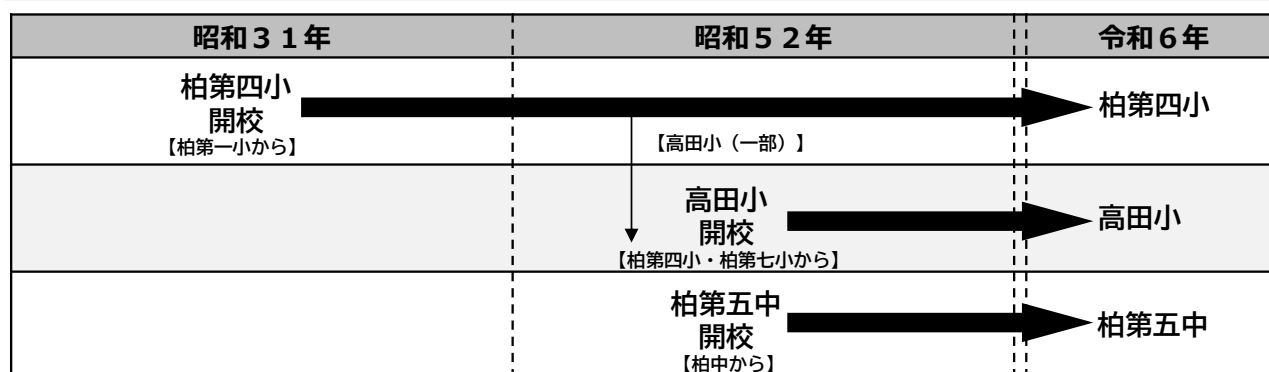 昭和３１年
昭和５２年
令和６年
柏第四小
開校
【柏第一小から】
柏第四小
【高田小（一部）】
高田小
開校
【柏第四小・柏第七小から】
高田小
柏第五中
開校
【柏中から】
柏第五中